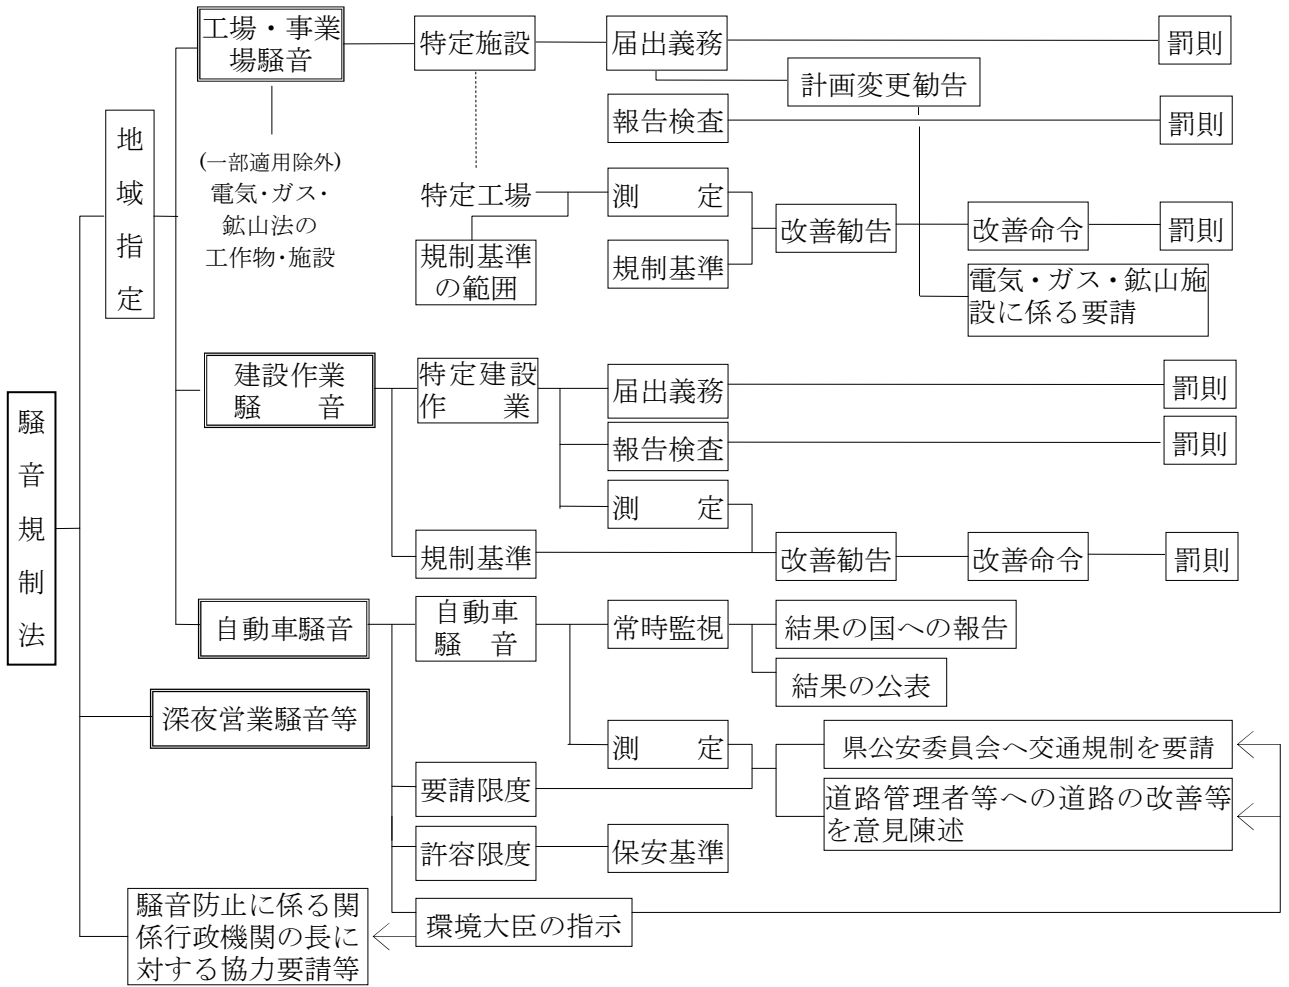 騒音規制法
地域指定
工場・事業
場騒音
(一部適用除外)
電気・ガス・
鉱山法の
工作物・施設
特定施設
届出義務
罰則
計画変更勧告
報告検査
罰則
特定工場
規制基準
の範囲
測　定
規制基準
改善勧告
改善命令
罰則
電気・ガス・鉱山施
設に係る要請
建設作業
騒　音
特定建設
作　業
届出義務
罰則
報告検査
罰則
測　定
規制基準
改善勧告
改善命令
罰則
自動車騒音
自動車
騒　音
常時監視
結果の国への報告
結果の公表
深夜営業騒音等
測　定
県公安委員会へ交通規制を要請
要請限度
道路管理者等への道路の改善等
を意見陳述
許容限度
保安基準
騒音防止に係る関
係行政機関の長に
対する協力要請等
環境大臣の指示